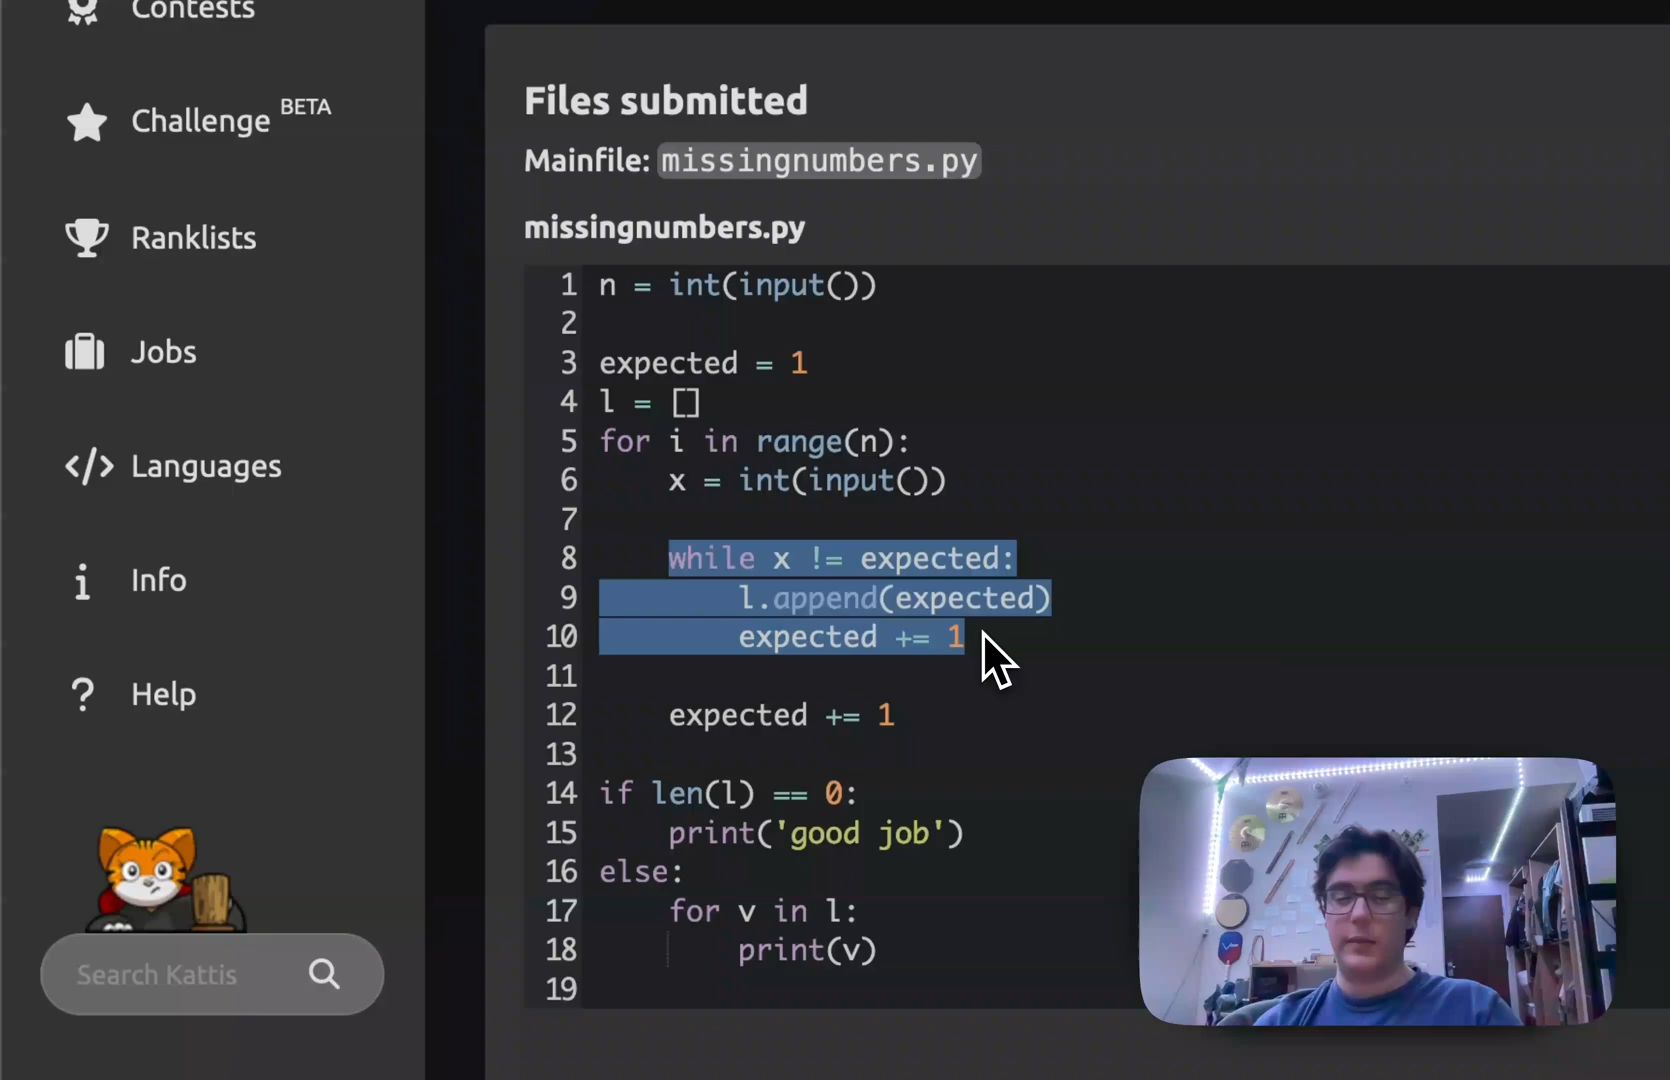 Contests
Challenge BETA
Ranklists
Jobs
Languages
Info
Help
Search Kattis
Files submitted
Mainfile: missingnumbers.py
missingnumbers.py
1 n = int(input())
2
3 expected = 1
4 l = []
5 for i in range(n):
6     x = int(input())
7
8     while x != expected:
9         l.append(expected)
10         expected += 1
11
12     expected += 1
13
14 if len(l) == 0:
15     print('good job')
16 else:
17     for v in l:
18         print(v)
19